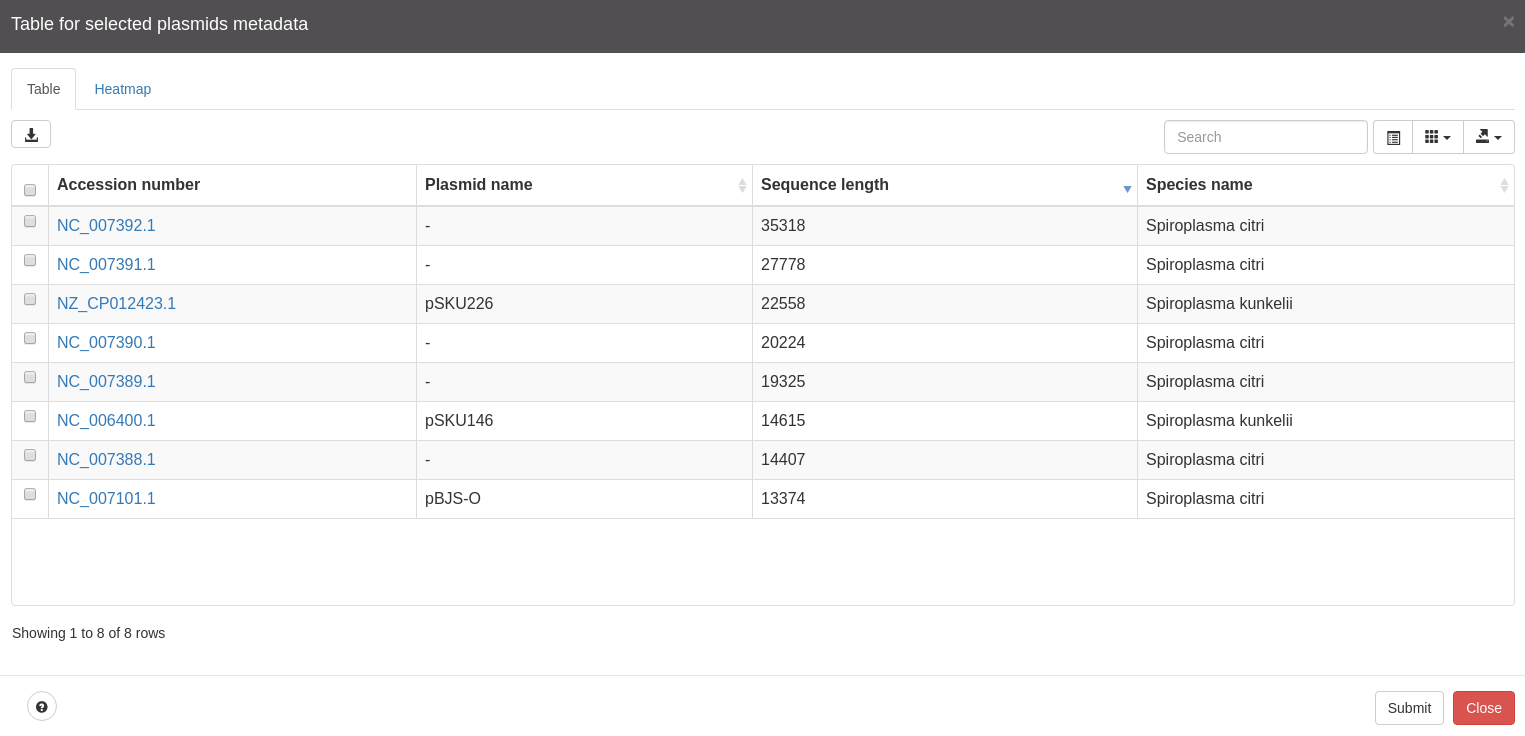 Table for selected plasmids metadata ×
Table Heatmap
Search
Accession number Plasmid name Sequence length Species name
NC_007392.1 - 35318 Spiroplasma citri
NC_007391.1 - 27778 Spiroplasma citri
NZ_CP012423.1 pSKU226 22558 Spiroplasma kunkelii
NC_007390.1 - 20224 Spiroplasma citri
NC_007389.1 - 19325 Spiroplasma citri
NC_006400.1 pSKU146 14615 Spiroplasma kunkelii
NC_007388.1 - 14407 Spiroplasma citri
NC_007101.1 pBJS-O 13374 Spiroplasma citri
Showing 1 to 8 of 8 rows
? Submit Close